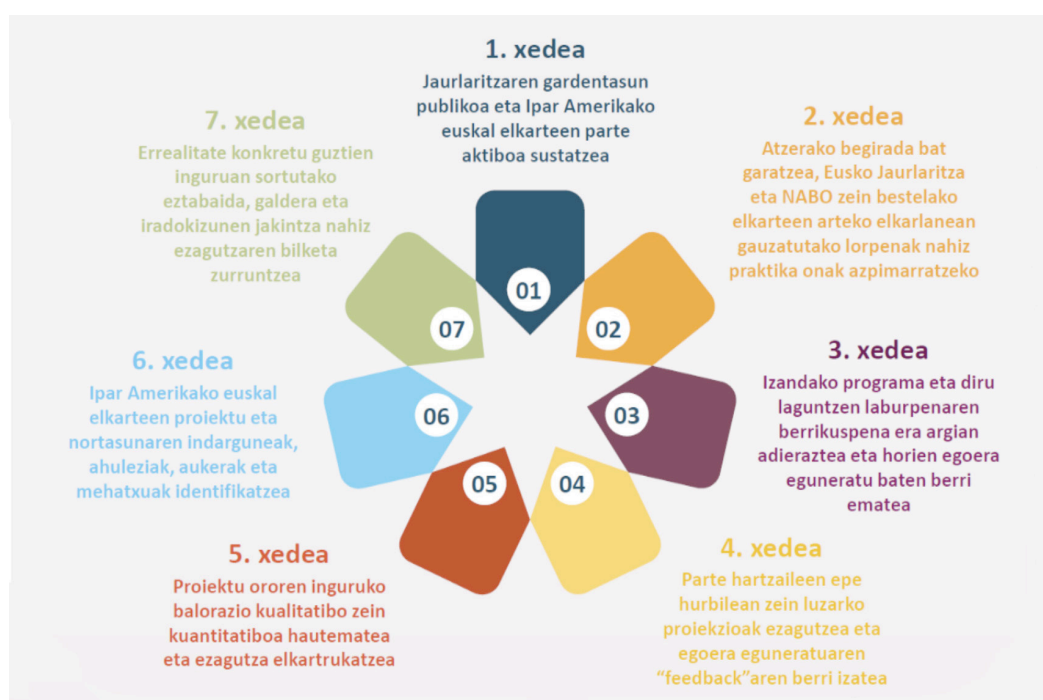 1. xedea
Jaurlaritzaren gardentasun
publikoa eta Ipar Amerikako
euskal elkarteen parte
aktiboa sustatzea
2. xedea
Atzerako begirada bat
garatzea, Eusko Jaurlaritza
eta NABO zein bestelako
elkarteen arteko elkarlanean
gauzatutako lorpenak nahiz
praktika onak azpimarratzeko
3. xedea
Izandako programa eta diru
laguntzen laburpenaren
berrikuspena era argian
adieraztea eta horien egoera
eguneratu baten berri
ematea
4. xedea
Parte hartzaileen epe
hurbilean zein luzarko
proiekzioak ezagutzea eta
egoera eguneratuaren
“feedback”aren berri izatea
5. xedea
Proiektu ororen inguruko
balorazio kualitatibo zein
kuantitatiboa hautematea
eta ezagutza elkartrukatzea
6. xedea
Ipar Amerikako euskal
elkarteen proiektu eta
nortasunaren indarguneak,
ahuleziak, aukerak eta
mehatxuak identifikatzea
7. xedea
Errealitate konkretu guztien
inguruan sortutako
eztabaida, galdera eta
iradokizunen jakintza nahiz
ezagutzaren bilketa
zurruntzea
01
02
03
04
05
06
07